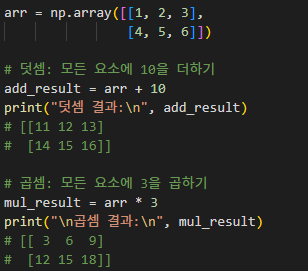 arr = np.array([[1, 2, 3],
                [4, 5, 6]])

# 덧셈: 모든 요소에 10을 더하기
add_result = arr + 10
print("덧셈 결과:\n", add_result)
# [[11 12 13]
#  [14 15 16]]

# 곱셈: 모든 요소에 3을 곱하기
mul_result = arr * 3
print("\n곱셈 결과:\n", mul_result)
# [[ 3  6  9]
#  [12 15 18]]